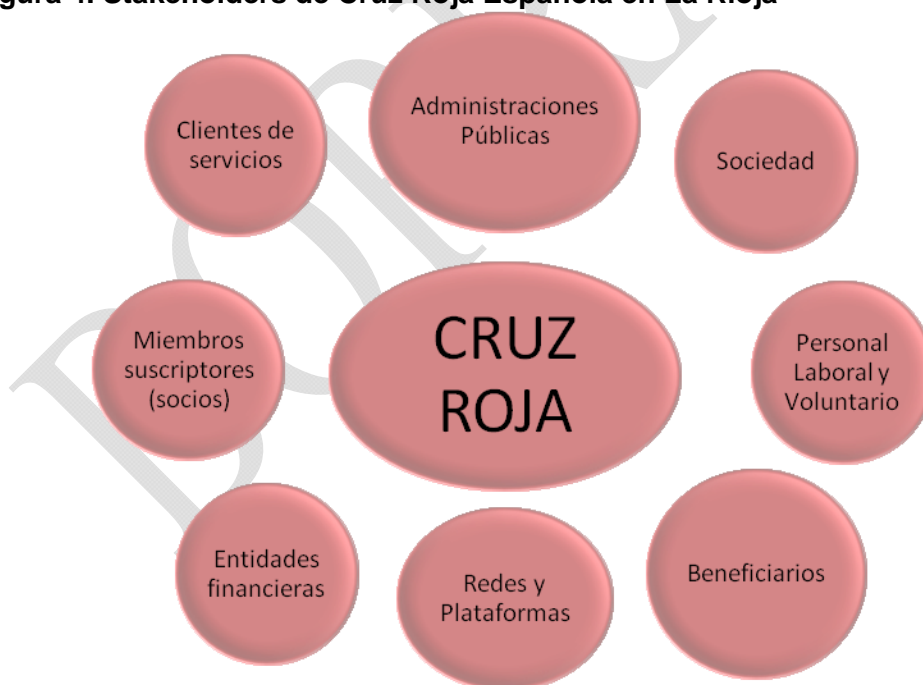 gura 4. Stakeholders de Cruz Roja Española en La Rioja
Administraciones
Públicas
Clientes de
servicios
Sociedad
CRUZ
ROJA
Miembros
suscriptores
(socios)
Personal
Laboral y
Voluntario
Entidades
financieras
Redes y
Plataformas
Beneficiarios